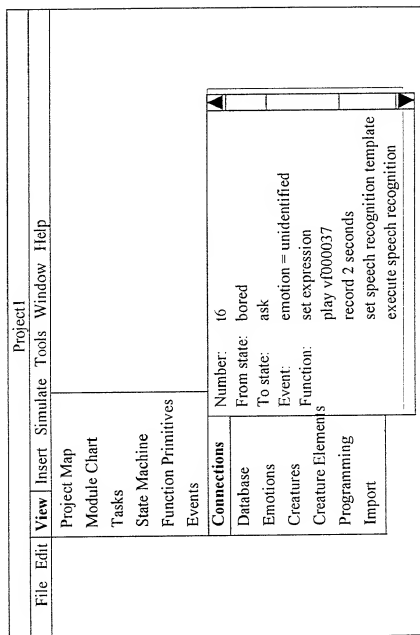 Project1
File Edit View Insert Simulate Tools Window Help
Project Map
Module Chart
Tasks
State Machine
Function Primitives
Events
Connections
Database
Emotions
Creatures
Creature Elements
Programming
Import
Number: t6
From state: bored
To state: ask
Event: emotion = unidentified
Function: set expression
play vf000037
record 2 seconds
set speech recognition template
execute speech recognition